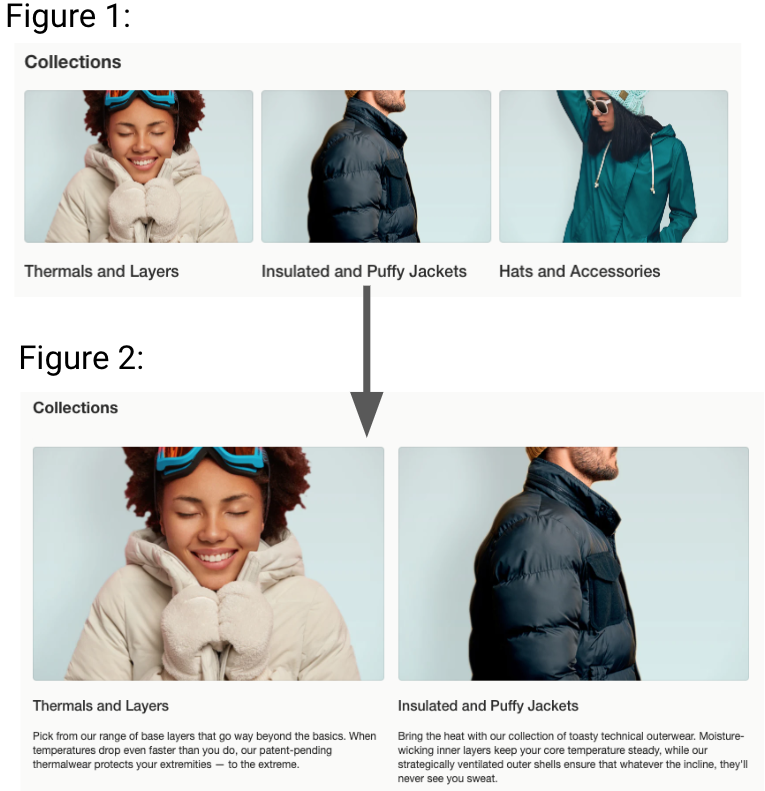 Figure 1:
Collections
Thermals and Layers
Insulated and Puffy Jackets
Hats and Accessories
Figure 2:
Collections
Thermals and Layers
Pick from our range of base layers that go way beyond the basics. When
temperatures drop even faster than you do, our patent-pending
thermalwear protects your extremities — to the extreme.
Insulated and Puffy Jackets
Bring the heat with our collection of toasty technical outerwear. Moisture-
wicking inner layers keep your core temperature steady, while our
strategically ventilated outer shells ensure that whatever the incline, they'll
never see you sweat.